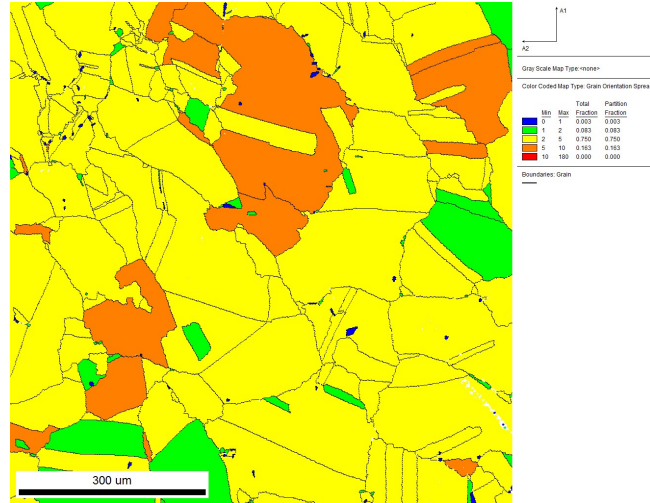 A1
A2
Gray Scale Map Type:<none>
Color Coded Map Type: Grain Orientation Sprea
Total Partition
Min Max Fraction Fraction
0 1 0.003 0.003
1 2 0.083 0.083
2 5 0.750 0.750
5 10 0.163 0.163
10 180 0.000 0.000
Boundaries: Grain
300 um